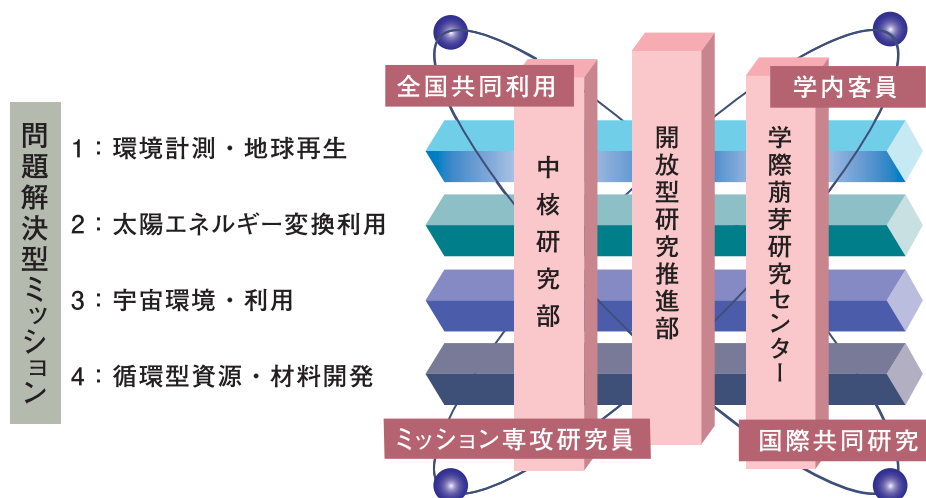 問題解決型ミッション
1：環境計測・地球再生
2：太陽エネルギー変換利用
3：宇宙環境・利用
4：循環型資源・材料開発
全国共同利用
学内客員
中核研究部
開放型研究推進部
学際萠芽研究センター
ミッション専攻研究員
国際共同研究